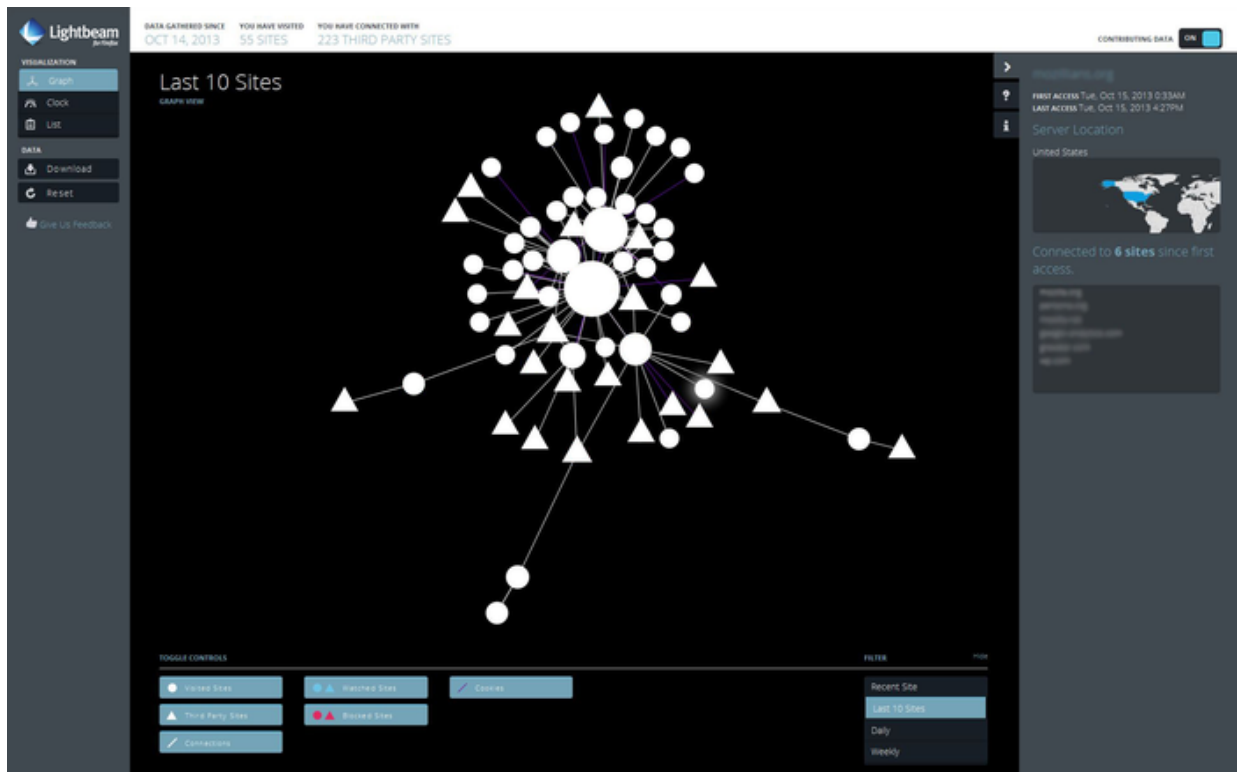 Lightbeam
for Firefox
DATA GATHERED SINCE
OCT 14, 2013
YOU HAVE VISITED
55 SITES
YOU HAVE CONNECTED WITH
223 THIRD PARTY SITES
CONTRIBUTING DATA
ON
VISUALIZATION
Graph
Clock
List
DATA
Download
Reset
Give Us Feedback
Last 10 Sites
GRAPH VIEW
?
i
FIRST ACCESS Tue, Oct 15, 2013 0:33AM
LAST ACCESS Tue, Oct 15, 2013 4:27PM
Server Location
United States
Connected to 6 sites since first
access.
TOGGLE CONTROLS
Visited Sites
Third Party Sites
Connections
Watched Sites
Blocked Sites
Cookies
FILTER
Hide
Recent Site
Last 10 Sites
Daily
Weekly